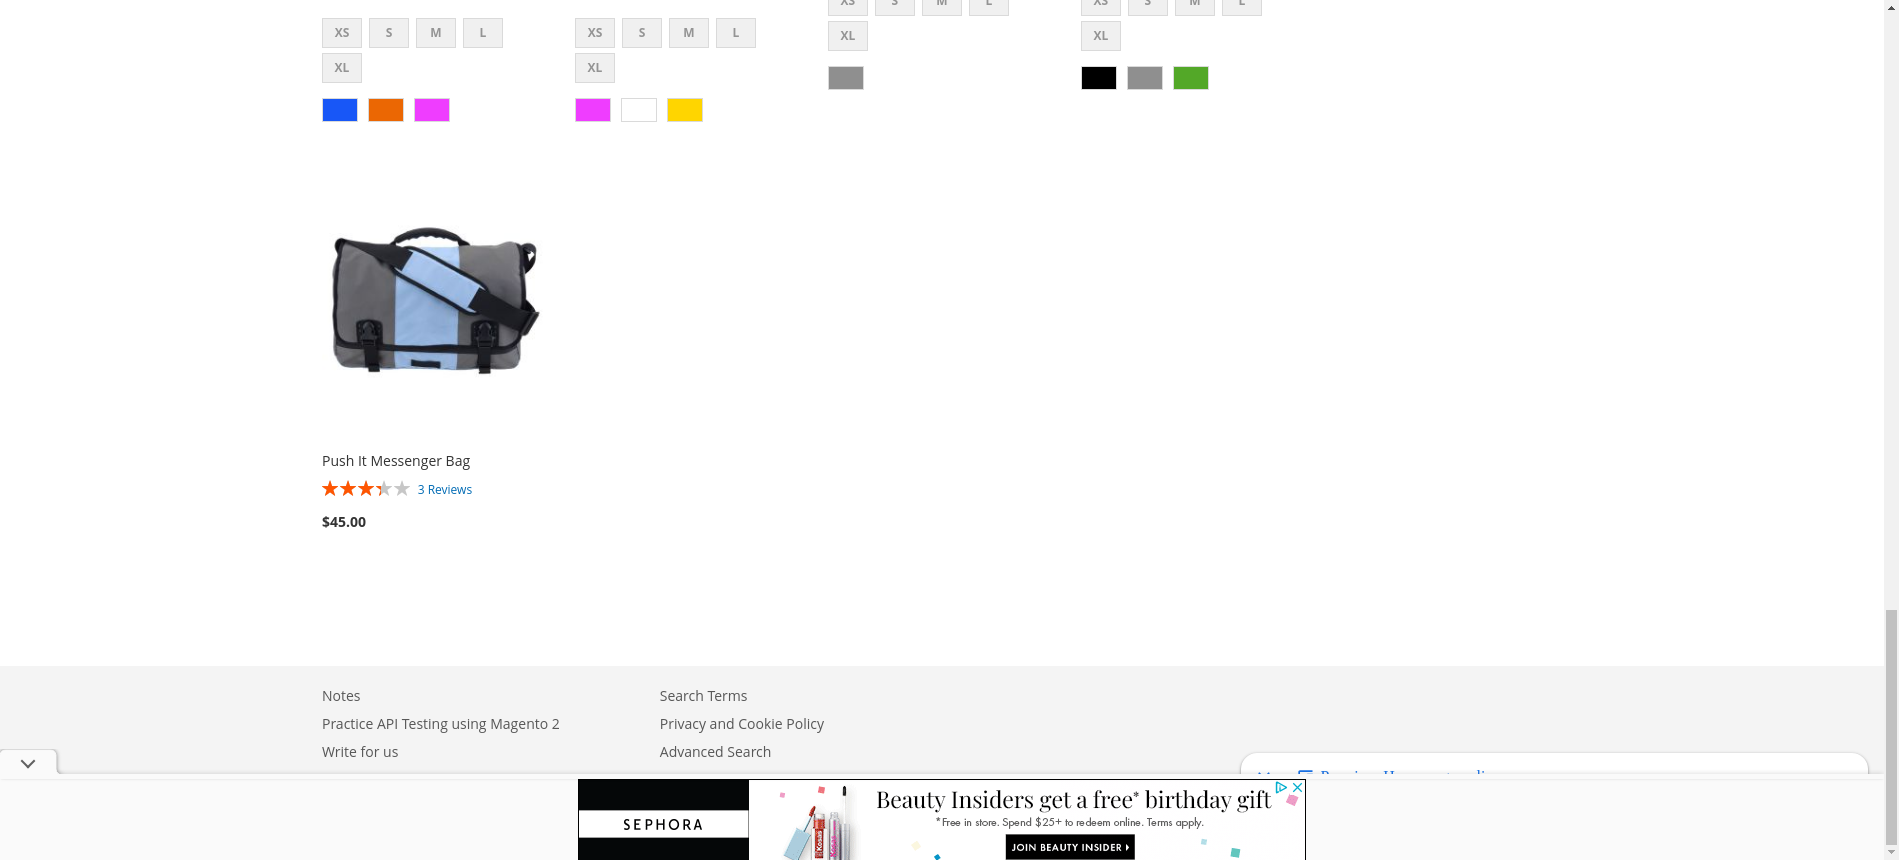 XS S M L
XL
XS S M L
XL
XS S M L
XL
XS S M L
XL
Push It Messenger Bag
3 Reviews
$45.00
Notes
Practice API Testing using Magento 2
Write for us
Search Terms
Privacy and Cookie Policy
Advanced Search
SEPHORA
Beauty Insiders get a free* birthday gift
*Free in store. Spend $25+ to redeem online. Terms apply.
JOIN BEAUTY INSIDER